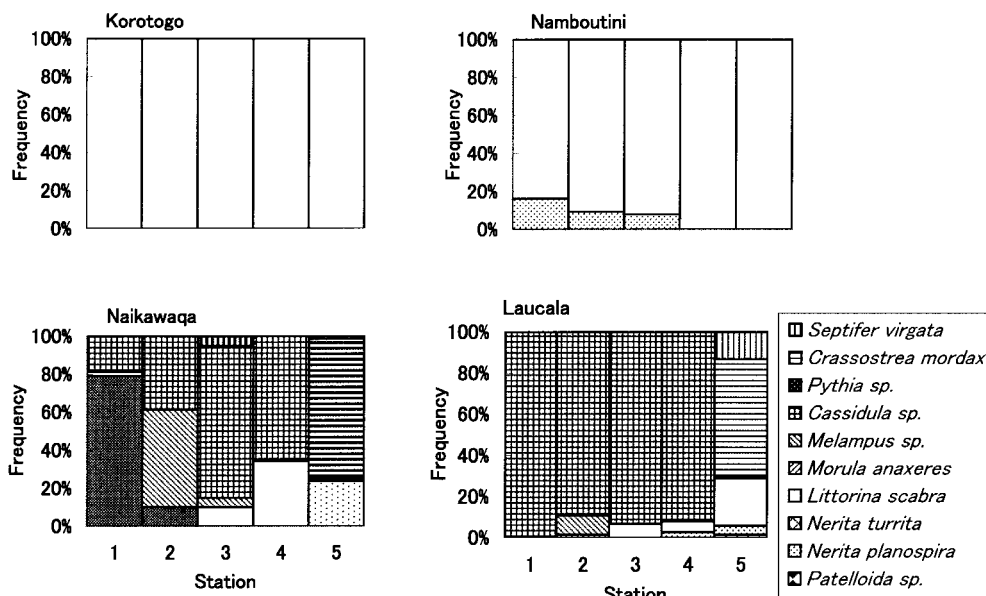 Korotogo
100%
80%
60%
40%
20%
0%
Frequency
Namboutini
100%
80%
60%
40%
20%
0%
Frequency
Naikawaqa
100%
80%
60%
40%
20%
0%
Frequency
1 2 3 4 5
Station
Laucala
100%
80%
60%
40%
20%
0%
Frequency
1 2 3 4 5
Station
Septifer virgata
Crassostrea mordax
Pythia sp.
Cassidula sp.
Melampus sp.
Morula anaxeres
Littorina scabra
Nerita turrita
Nerita planospira
Patelloida sp.